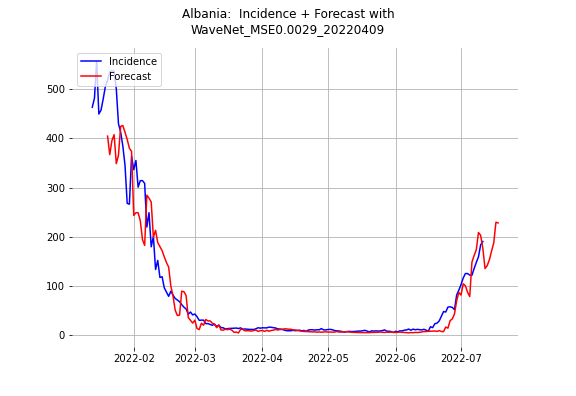 Albania:  Incidence + Forecast with
WaveNet_MSE0.0029_20220409
Incidence
Forecast
500
400
300
200
100
0
2022-02 2022-03 2022-04 2022-05 2022-06 2022-07